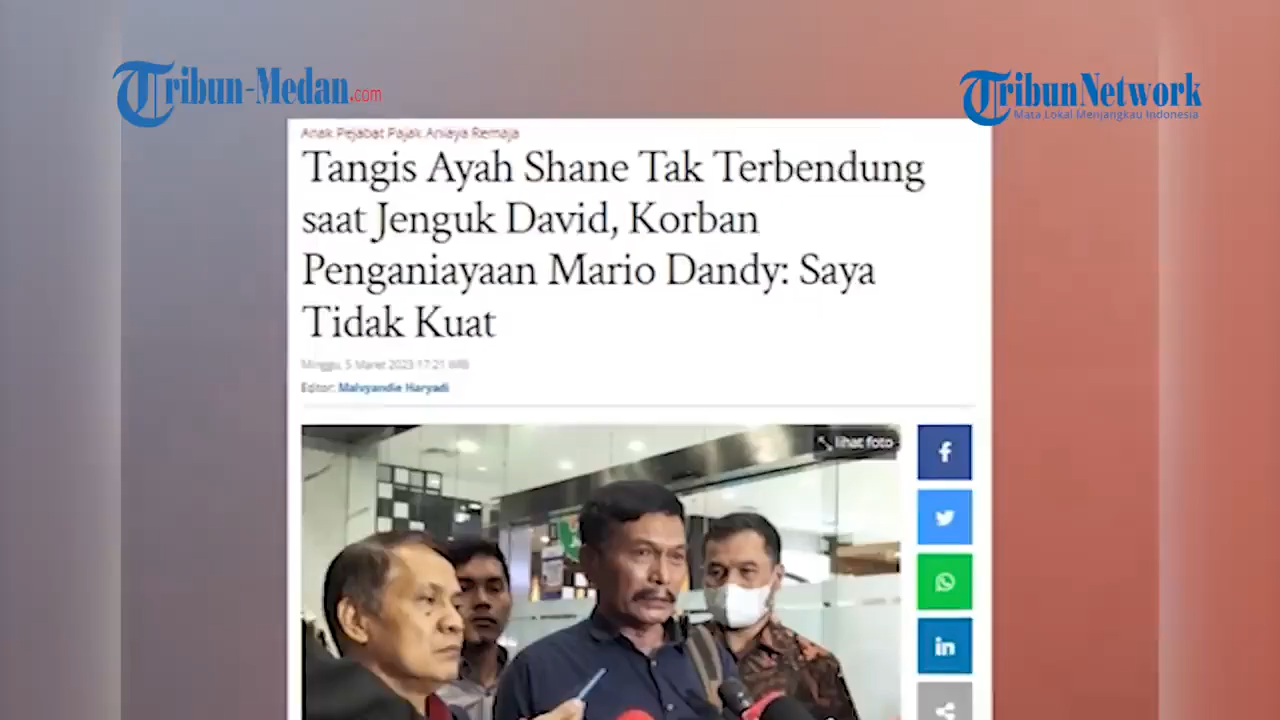 Tribun-Medan.com
TribunNetwork
Mata Lokal Menjangkau Indonesia
Anak Pejabat Pajak Aniaya Remaja
Tangis Ayah Shane Tak Terbendung
saat Jenguk David, Korban
Penganiayaan Mario Dandy: Saya
Tidak Kuat
Minggu, 5 Maret 2023 17:21 WIB
Editor: Malvyandie Haryadi
lihat foto